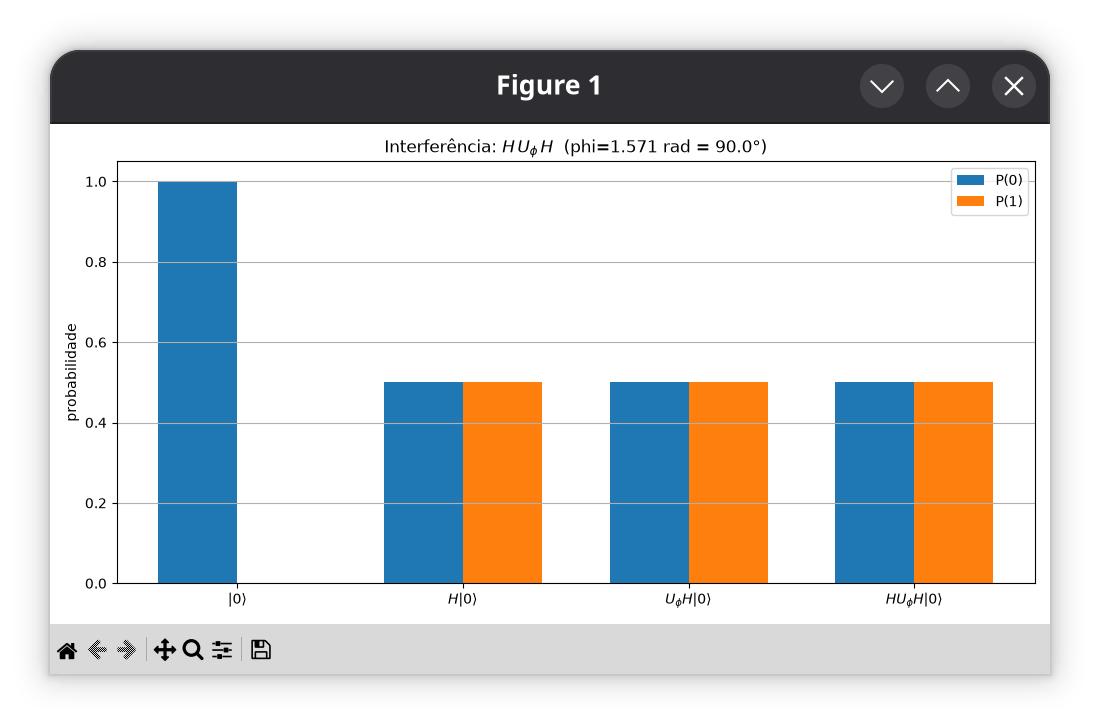 Figure 1
Interferência: H U_ϕ H (phi=1.571 rad = 90.0°)
P(0)
P(1)
probabilidade
1.0
0.8
0.6
0.4
0.2
0.0
|0⟩
H|0⟩
U_ϕH|0⟩
HU_ϕH|0⟩